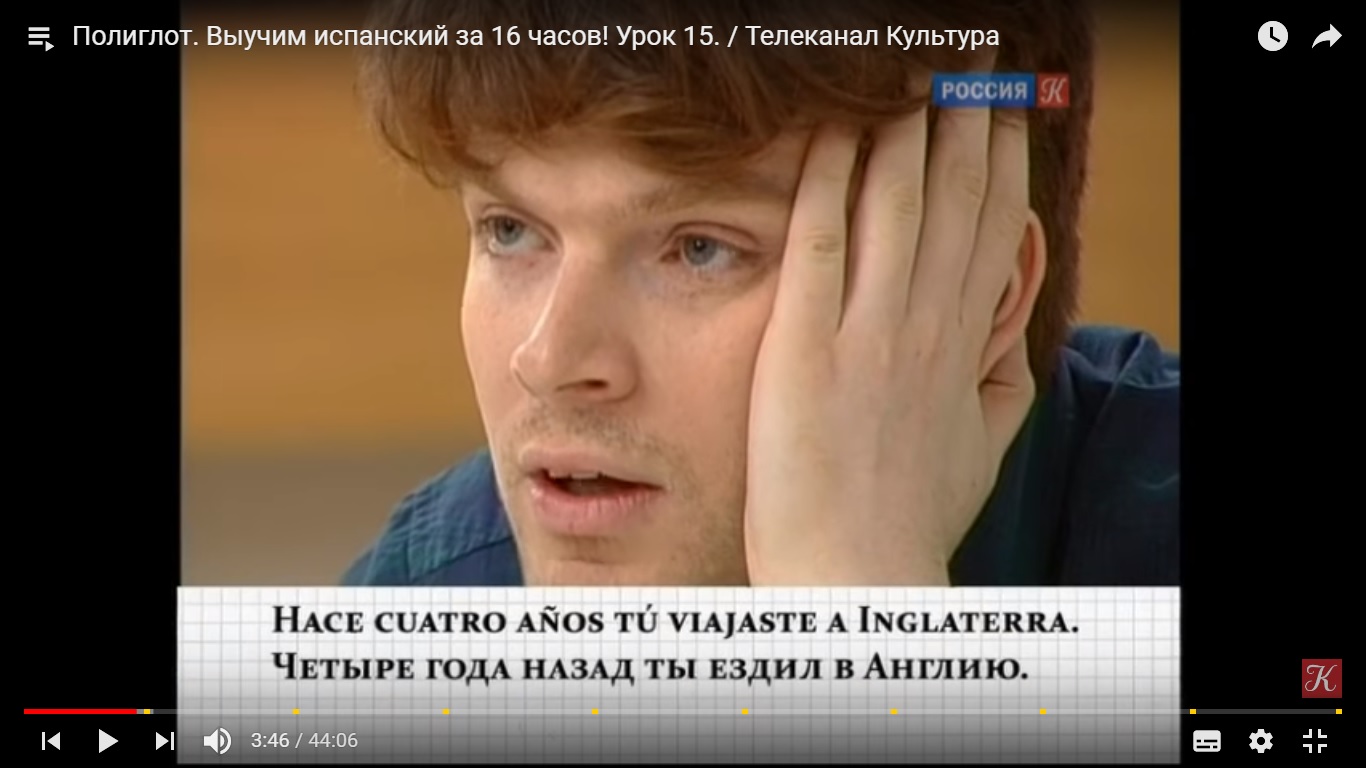 Полиглот. Выучим испанский за 16 часов! Урок 15. / Телеканал Культура
РОССИЯ К
Hace cuatro años tú viajaste a Inglaterra.
Четыре года назад ты ездил в Англию.
К
3:46 / 44:06